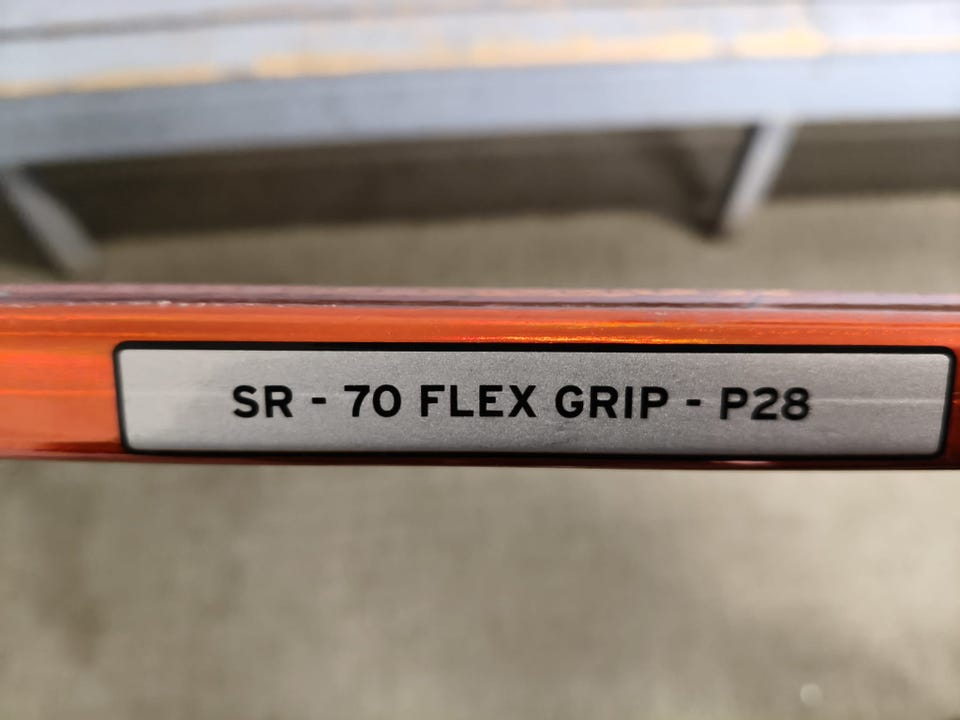 SR - 70 FLEX GRIP - P28